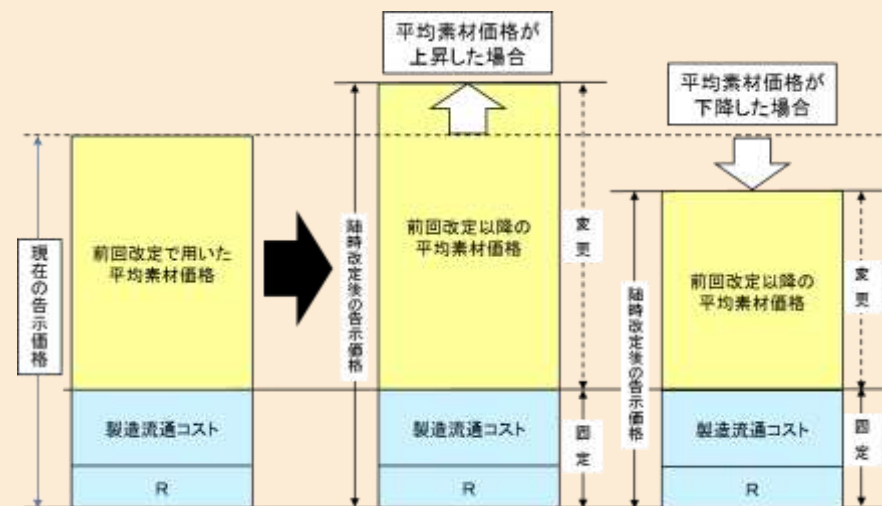 平均素材価格が
上昇した場合
平均素材価格が
下降した場合
現在の告示価格
前回改定で用いた
平均素材価格
製造流通コスト
R
随時改定後の告示価格
前回改定以降の
平均素材価格
製造流通コスト
R
変更
固定
随時改定後の告示価格
前回改定以降の
平均素材価格
製造流通コスト
R
変更
固定